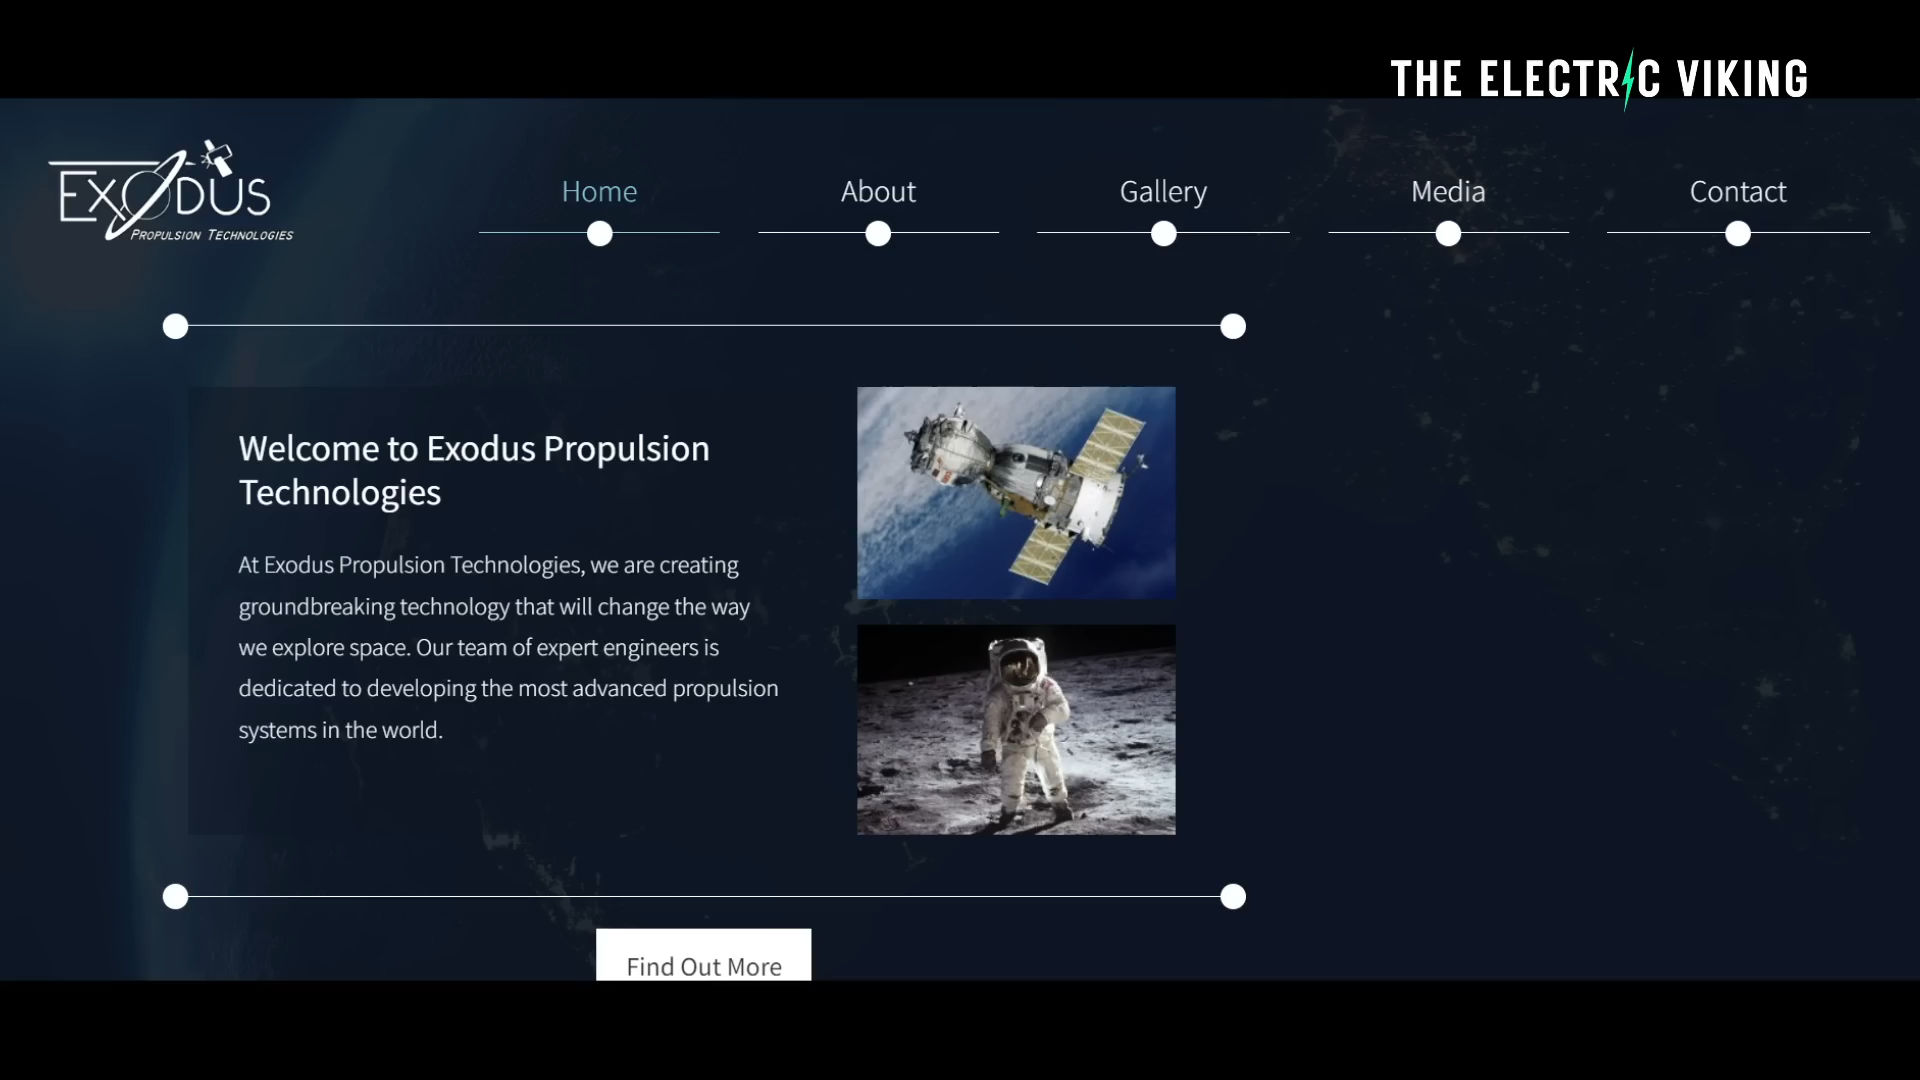 THE ELECTRIC VIKING
EXODUS
PROPULSION TECHNOLOGIES
Home
About
Gallery
Media
Contact
Welcome to Exodus Propulsion
Technologies
At Exodus Propulsion Technologies, we are creating
groundbreaking technology that will change the way
we explore space. Our team of expert engineers is
dedicated to developing the most advanced propulsion
systems in the world.
Find Out More